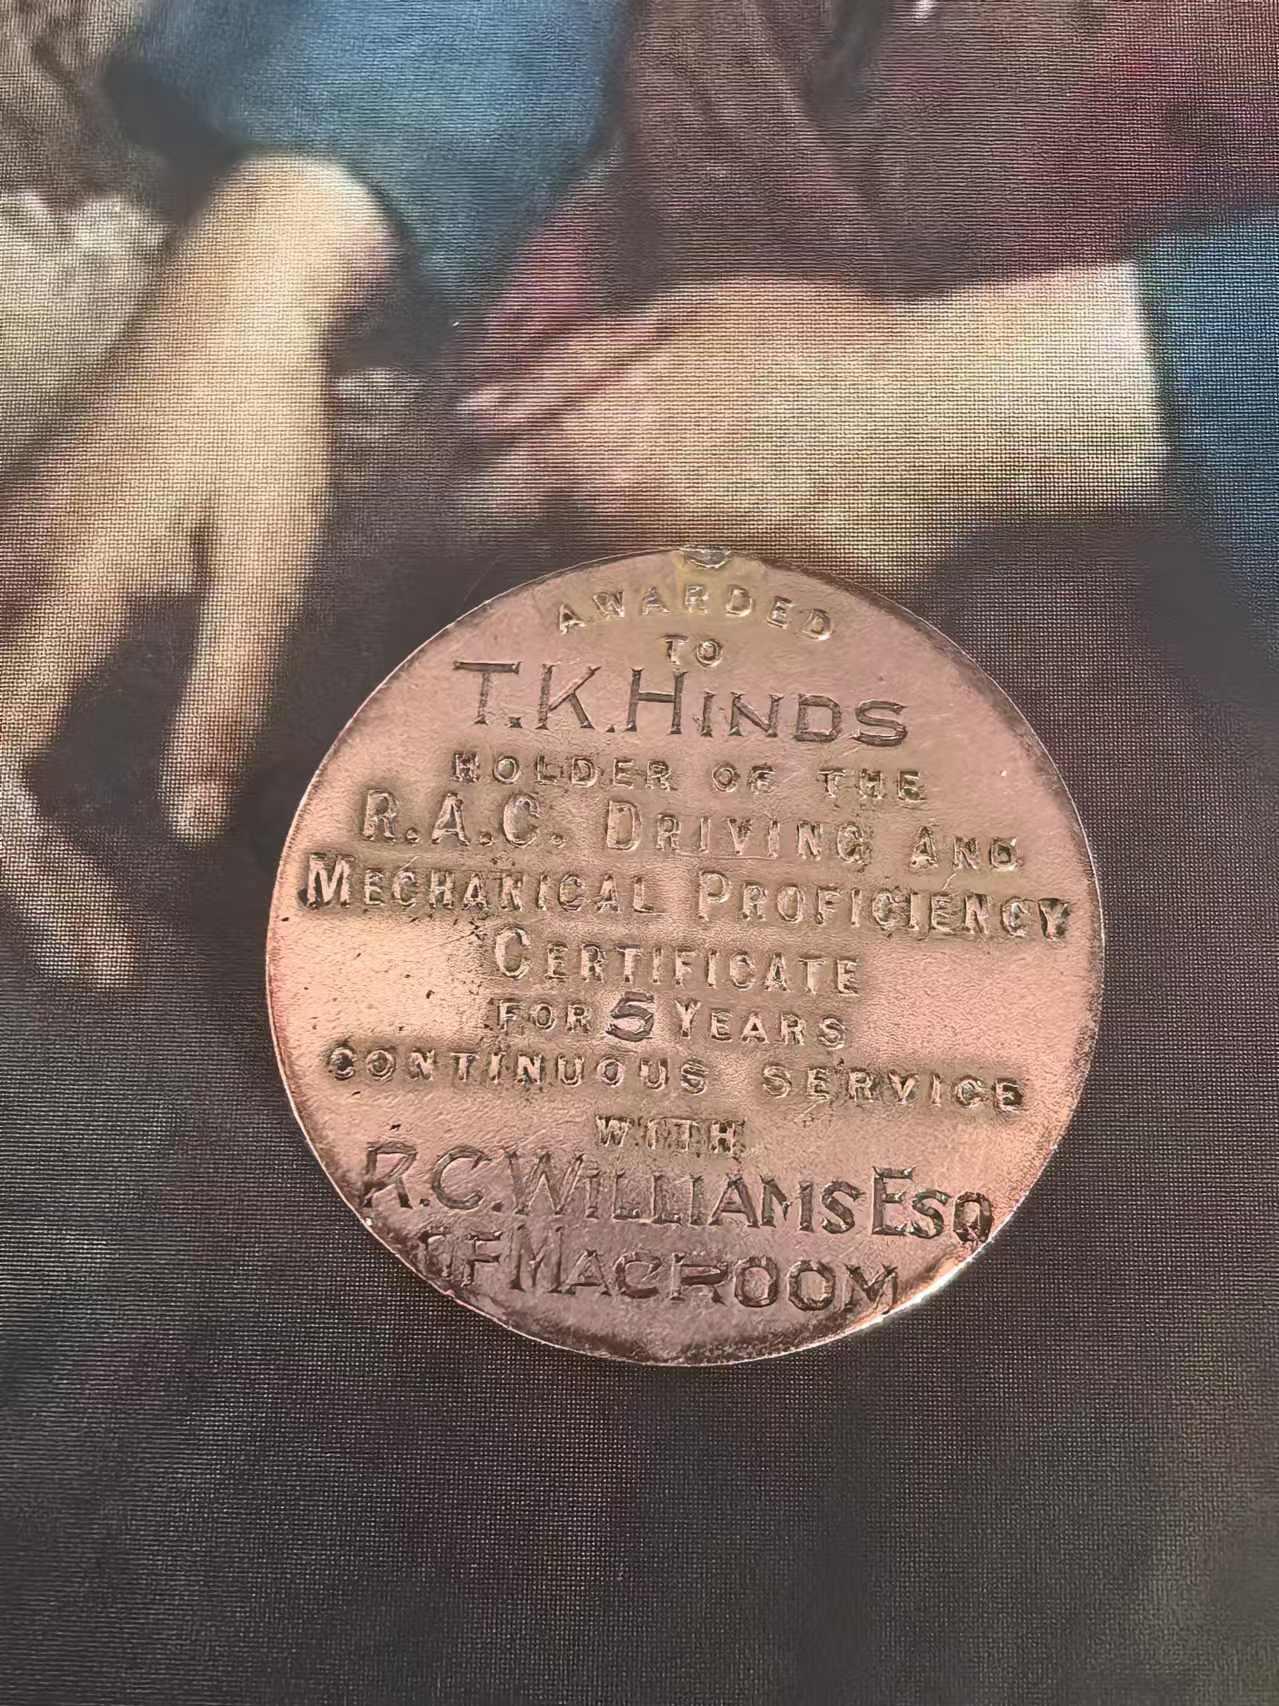 AWARDED
TO
T.K.HINDS
HOLDER OF THE
R.A.C. DRIVING AND
MECHANICAL PROFICIENCY
CERTIFICATE
FOR 5 YEARS
CONTINUOUS SERVICE
WITH
R.C.WILLIAMS ESQ
OF MACROOM